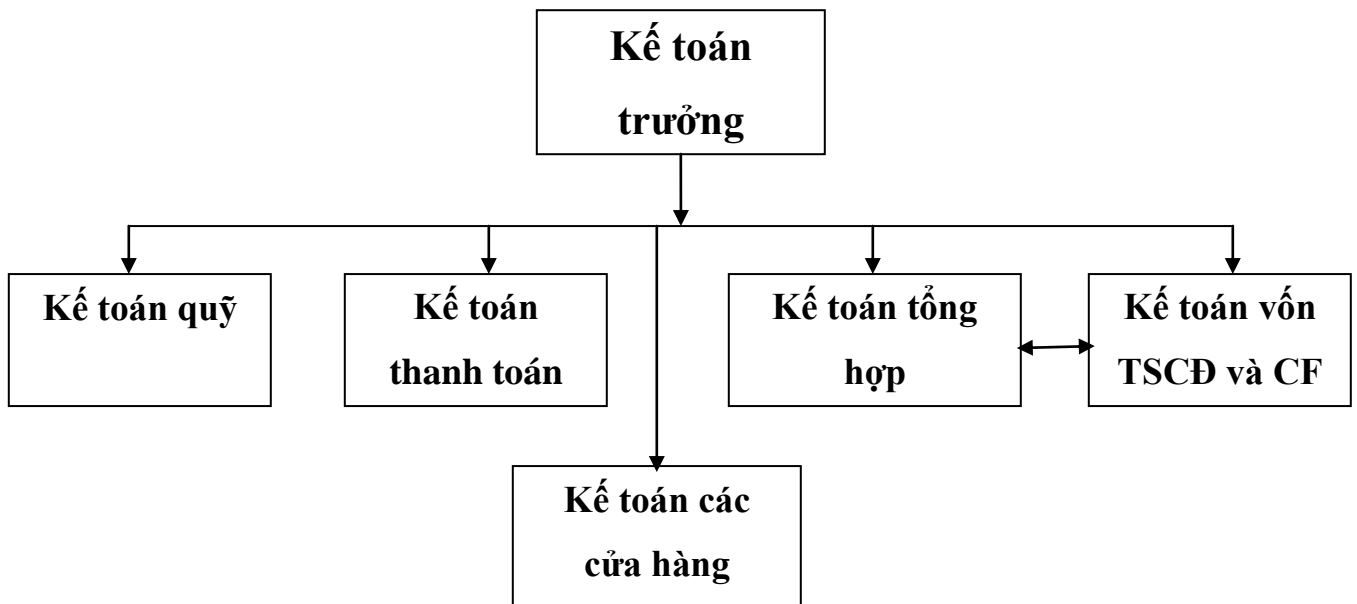 Kế toán
trưởng
Kế toán quỹ
Kế toán
thanh toán
Kế toán tổng
hợp
Kế toán vốn
TSCĐ và CF
Kế toán các
cửa hàng